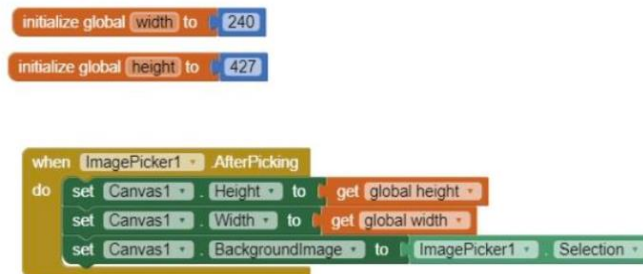 initialize global width to 240
initialize global height to 427
when ImagePicker1 .AfterPicking
do set Canvas1 . Height to get global height
set Canvas1 . Width to get global width
set Canvas1 . BackgroundImage to ImagePicker1 . Selection